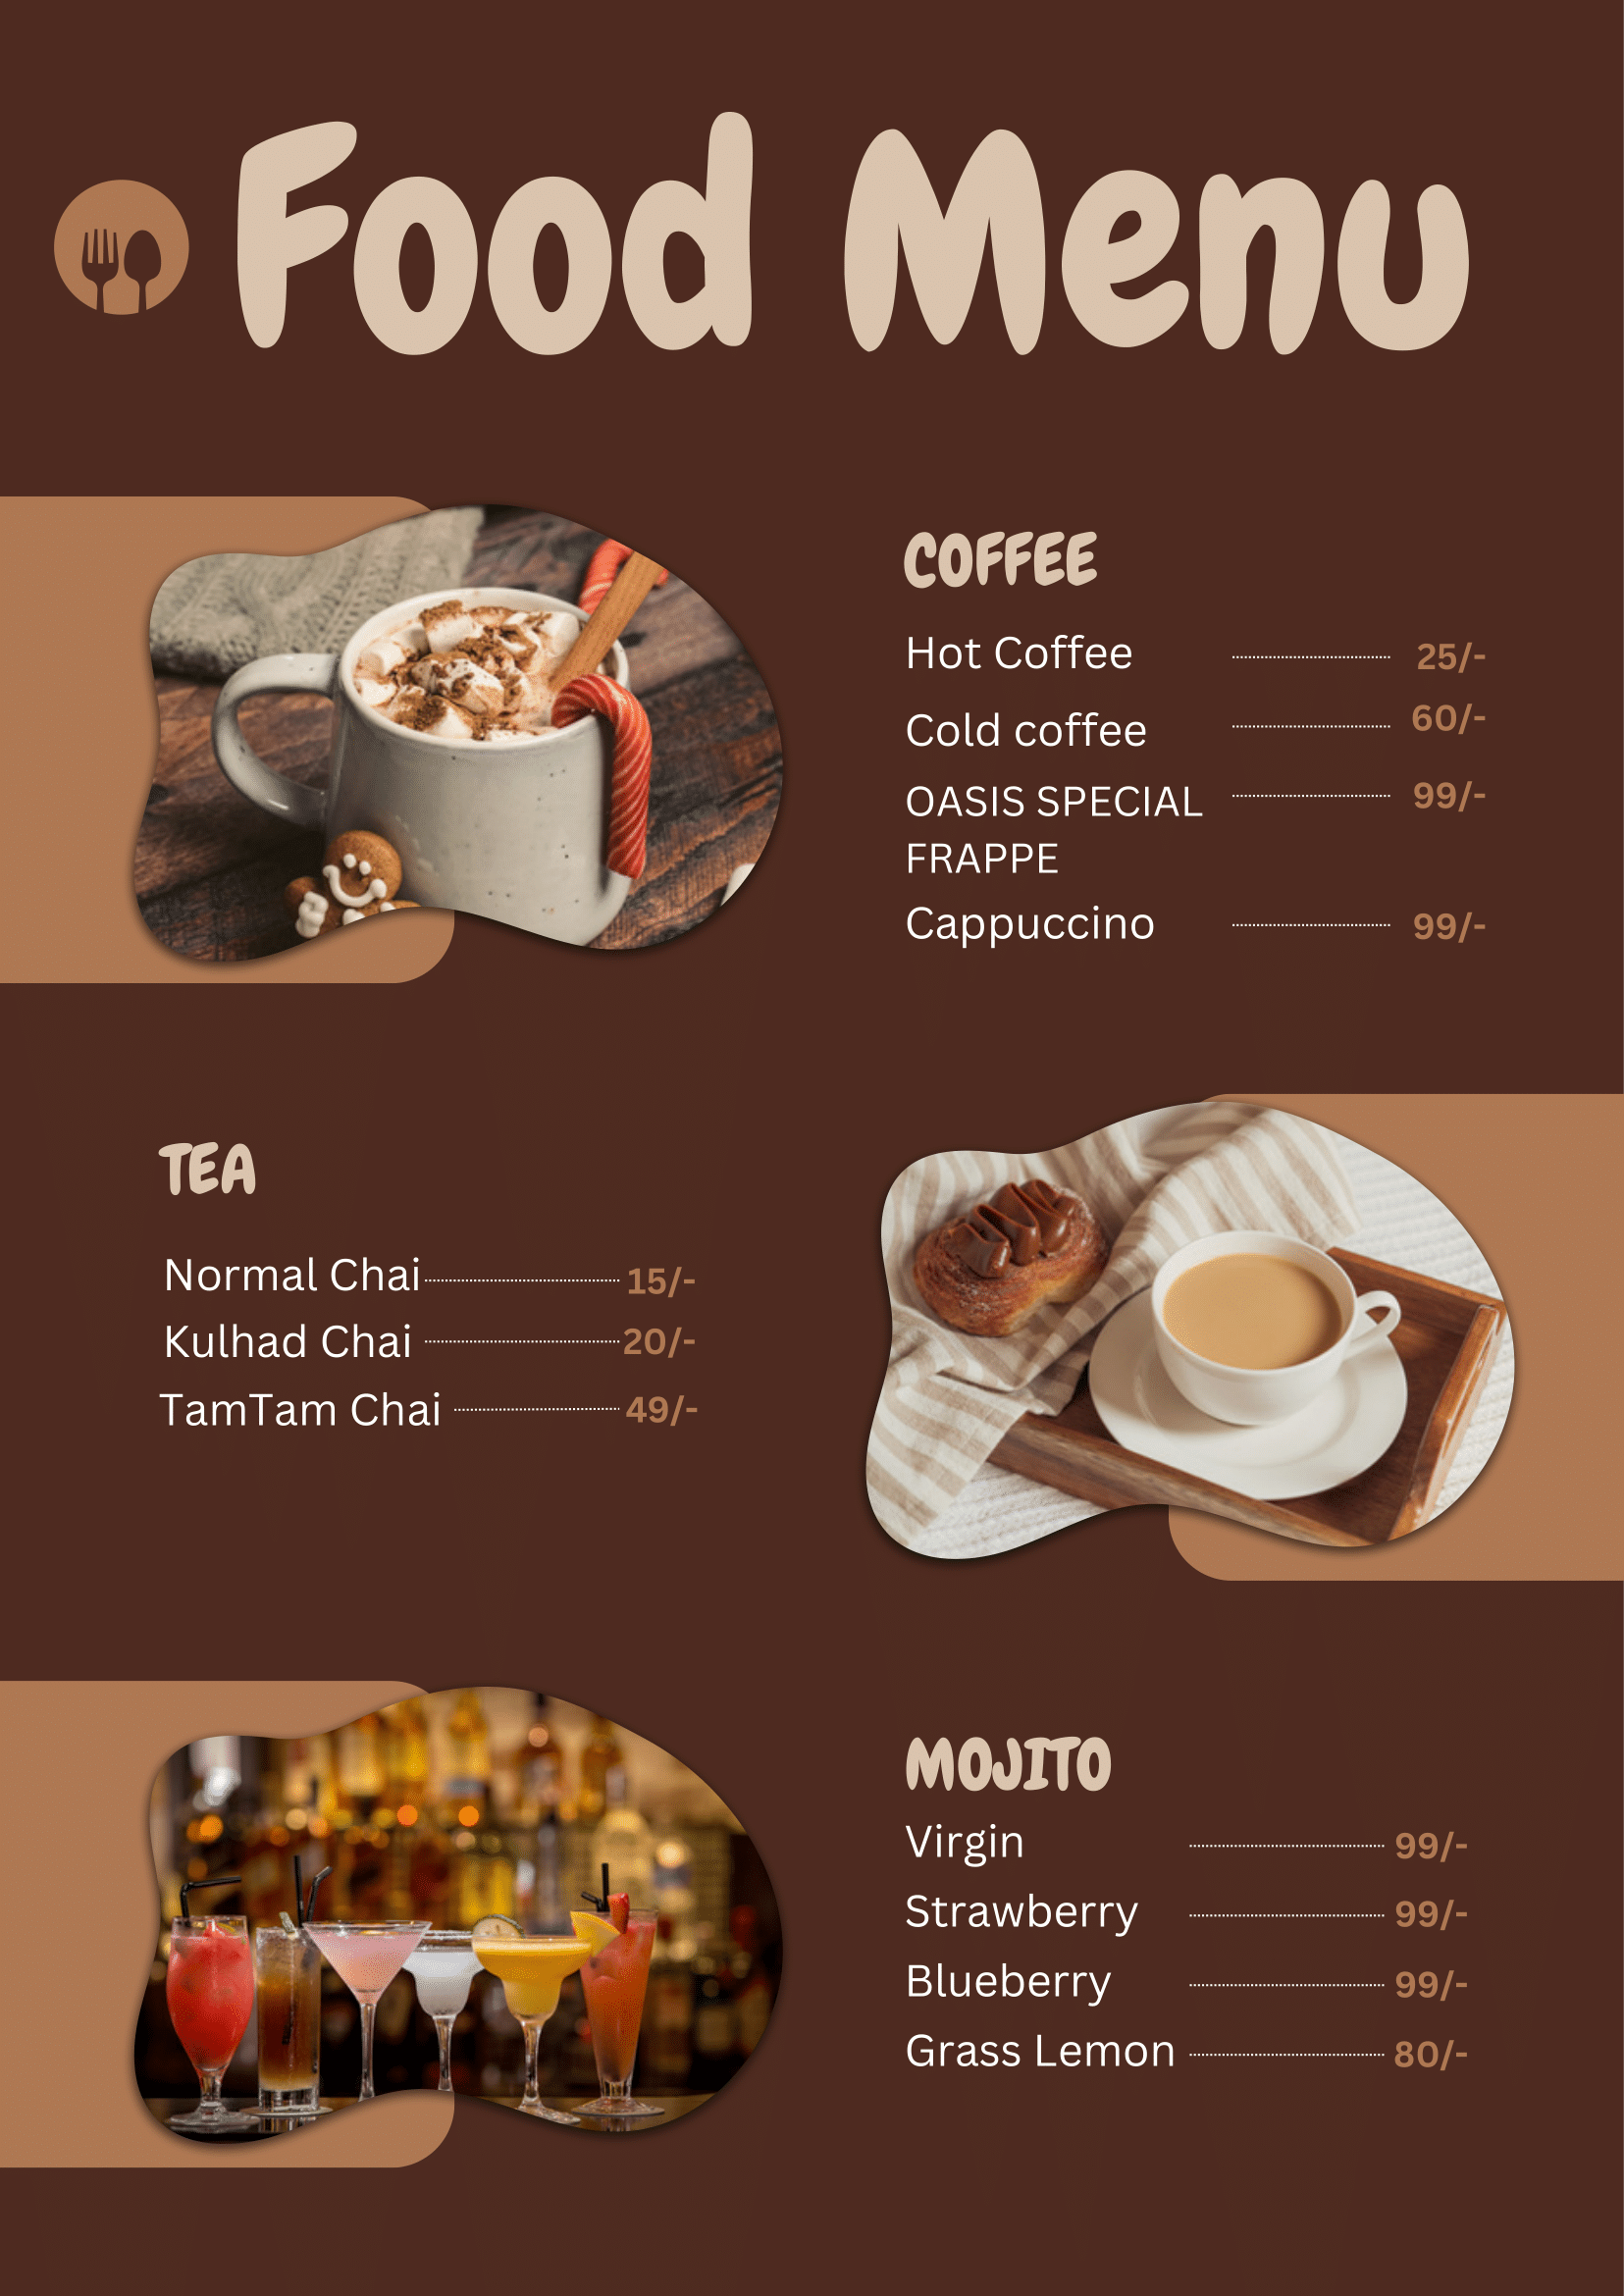 Food Menu
COFFEE
Hot Coffee 25/-
Cold coffee 60/-
OASIS SPECIAL 99/-
FRAPPE
Cappuccino 99/-
TEA
Normal Chai 15/-
Kulhad Chai 20/-
TamTam Chai 49/-
MOJITO
Virgin 99/-
Strawberry 99/-
Blueberry 99/-
Grass Lemon 80/-